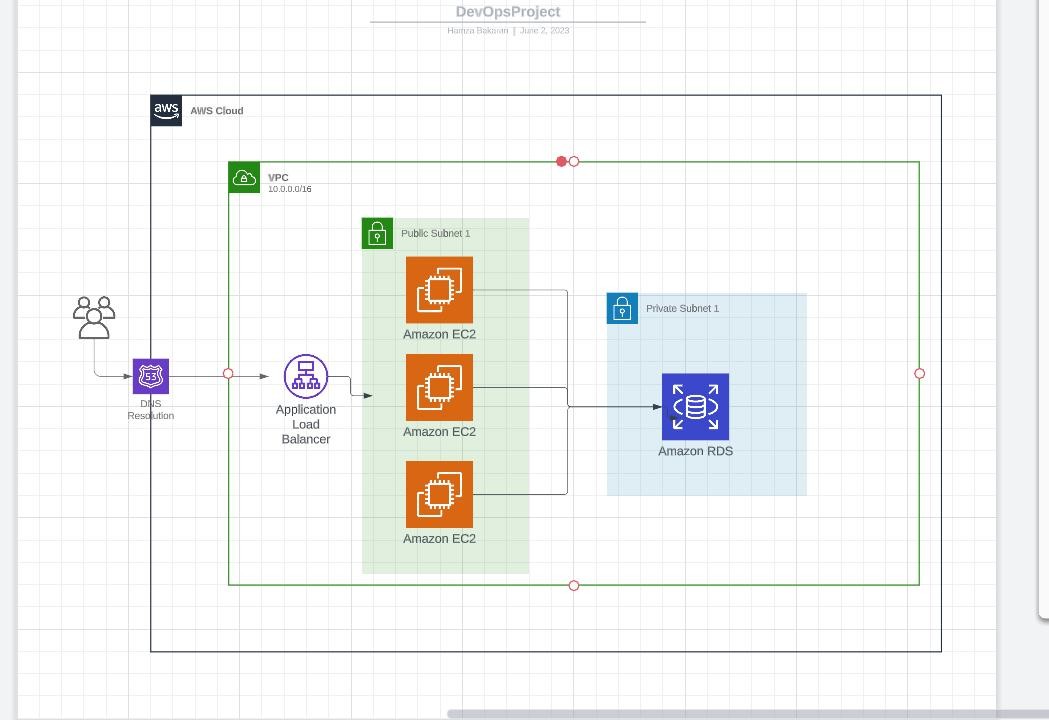 DevOpsProject
Hamza Bakaran | June 2, 2023
aws
AWS Cloud
VPC
10.0.0.0/16
Public Subnet 1
Amazon EC2
Private Subnet 1
53
DNS
Resolution
Application
Load
Balancer
Amazon EC2
Amazon RDS
Amazon EC2